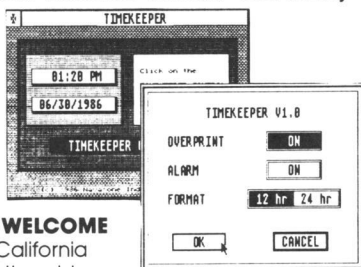 TIMEKEEPER
Click on the
01:20 PM
06/30/1986
TIMEKEEPER
TIMEKEEPER V1.0
OVERPRINT ON
ALARM ON
FORMAT 12 hr 24 hr
OK CANCEL
WELCOME
California